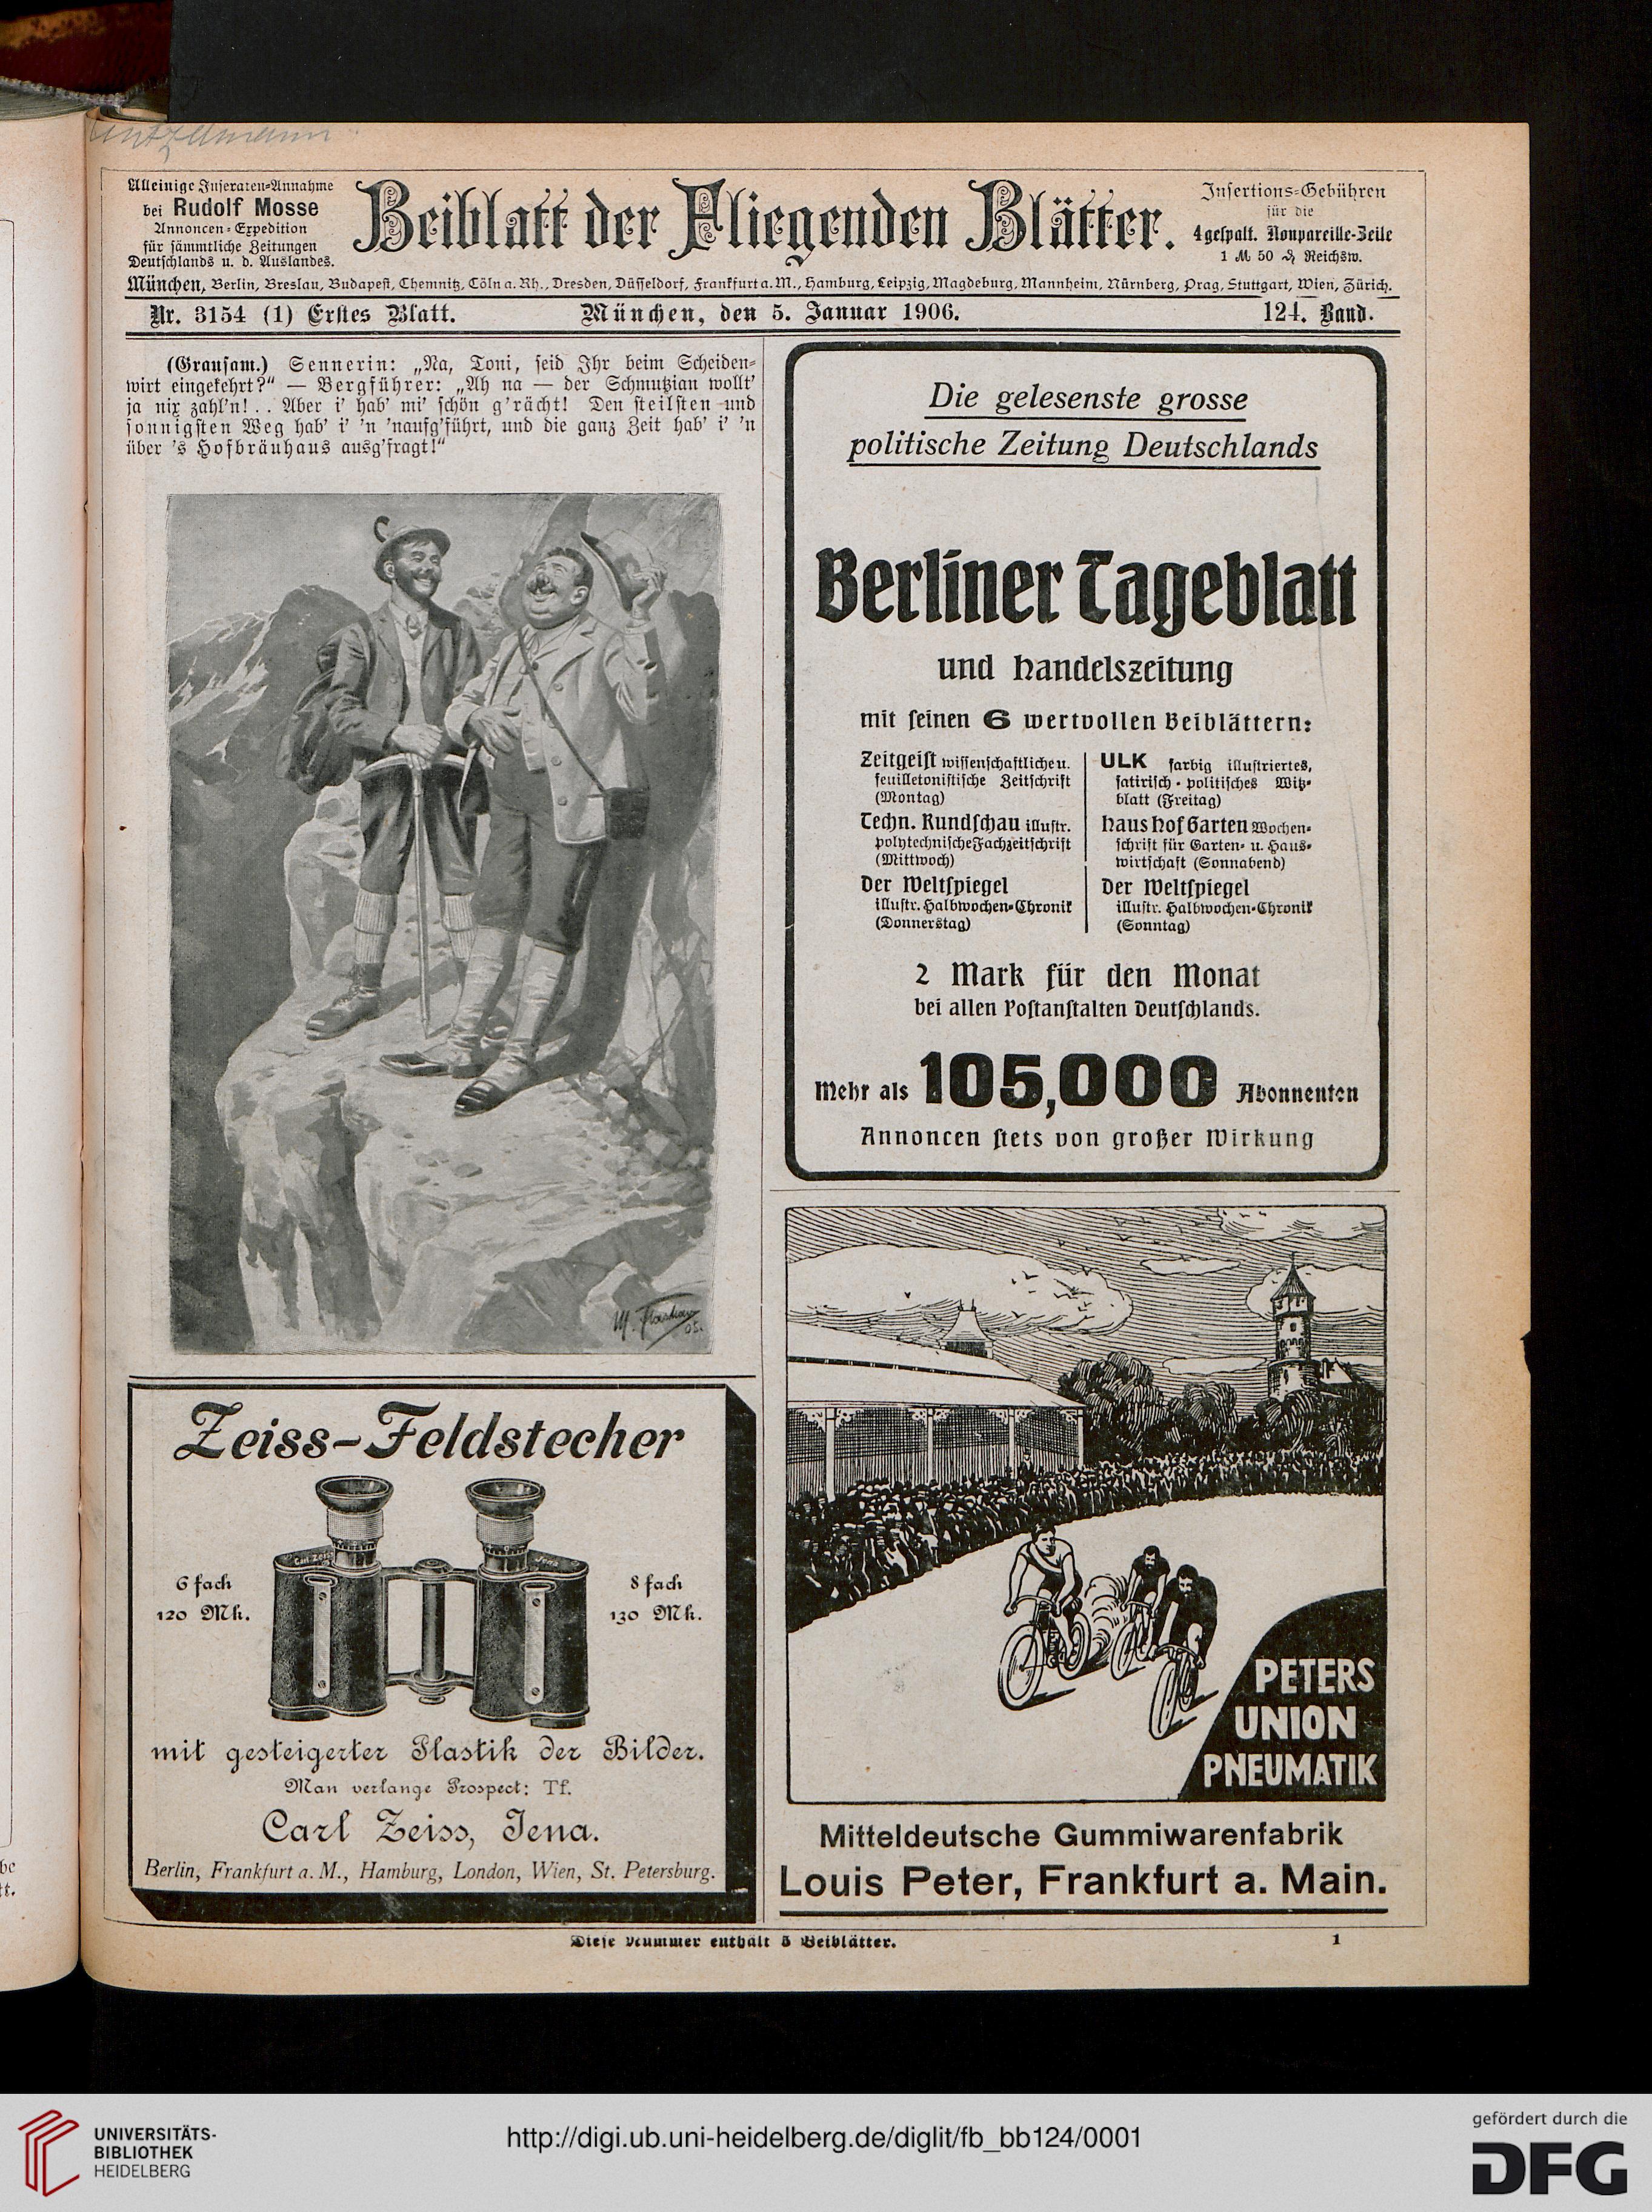 Alleinige Inseraten-Annahme
bei Rudolf Mosse
Annoncen-Expedition
für sämmtliche Zeitungen
Deutschlands u. d. Auslandes.
Beiblatt der Fliegenden Blätter.
Insertions-Gebühren
für die
4 gespalt. Nonpareille-Zeile
1 M 50 ₰ Reichsw.
München, Berlin, Breslau, Budapest, Chemnitz, Cöln a. Rh., Dresden, Düsseldorf, Frankfurt a. M., Hamburg, Leipzig, Magdeburg, Mannheim, Nürnberg, Prag, Stuttgart, Wien, Zürich.
Nr. 3154 (1) Erstes Blatt. München, den 5. Januar 1906. 124. Band.
(Grausam.) Sennerin: „Na, Toni, seid Ihr beim Scheiden-
wirt eingekehrt?“ — Bergführer: „Ah na — der Schmutzian wollt'
ja nix zahl'n!.. Aber i' hab' mi' schön g'rächt! Den steilsten und
sonnigsten Weg hab' i' 'n 'naufg'führt, und die ganz Zeit hab' i' 'n
über 's Hofbräuhaus ausg'fragt!“
05.
Zeiss-Feldstecher
Carl Zeiss
Jena
6 fach
120 Mk.
8 fach
130 Mk.
mit gesteigerter Plastik der Bilder.
Man verlange Prospect: Tf.
Carl Zeiss, Jena.
Berlin, Frankfurt a. M., Hamburg, London, Wien, St. Petersburg.
Die gelesenste grosse
politische Zeitung Deutschlands
Berliner Tageblatt
und Handelszeitung
mit seinen 6 wertvollen Beiblättern:
Zeitgeist wissenschaftliche u.
feuilletonistische Zeitschrift
(Montag)
Techn. Rundschau illustr.
polytechnische Fachzeitschrift
(Mittwoch)
Der Weltspiegel
illustr. Halbwochen-Chronik
(Donnerstag)
ULK farbig illustriertes,
satirisch-politisches Witz-
blatt (Freitag)
Haus Hof Garten Wochen-
schrift für Garten- u. Haus-
wirtschaft (Sonnabend)
Der Weltspiegel
illustr. Halbwochen-Chronik
(Sonntag)
2 Mark für den Monat
bei allen Postanstalten Deutschlands.
Mehr als 105,000 Abonnenten
Annoncen stets von großer Wirkung
PETERS
UNION
PNEUMATIK
Mitteldeutsche Gummiwarenfabrik
Louis Peter, Frankfurt a. Main.
Diese Nummer enthält 5 Beiblätter.
1
UNIVERSITÄTS-
BIBLIOTHEK
HEIDELBERG
http://digi.ub.uni-heidelberg.de/diglit/fb_bb124/0001
gefördert durch die
DFG